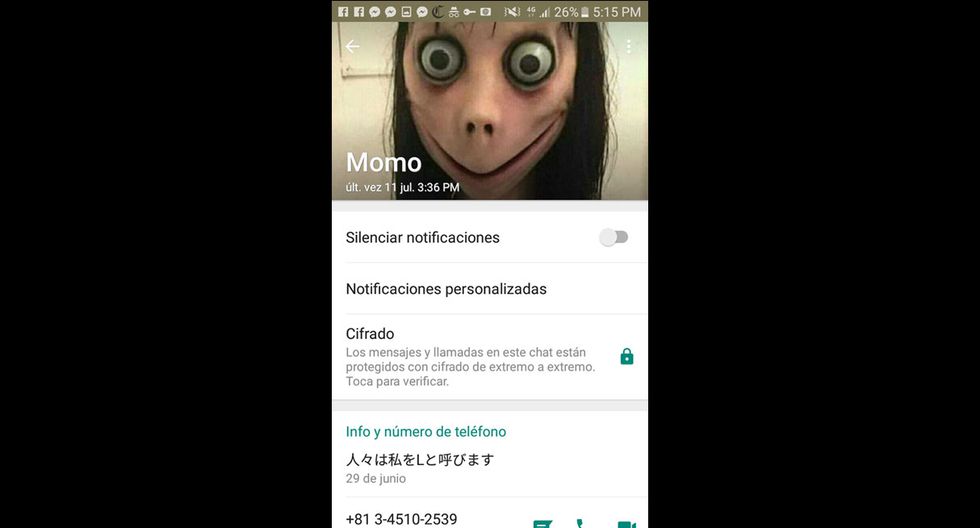 4G 26% 5:15 PM
Momo
últ. vez 11 jul. 3:36 PM
Silenciar notificaciones
Notificaciones personalizadas
Cifrado
Los mensajes y llamadas en este chat están
protegidos con cifrado de extremo a extremo.
Toca para verificar.
Info y número de teléfono
人々は私をLと呼びます
29 de junio
+81 3-4510-2539